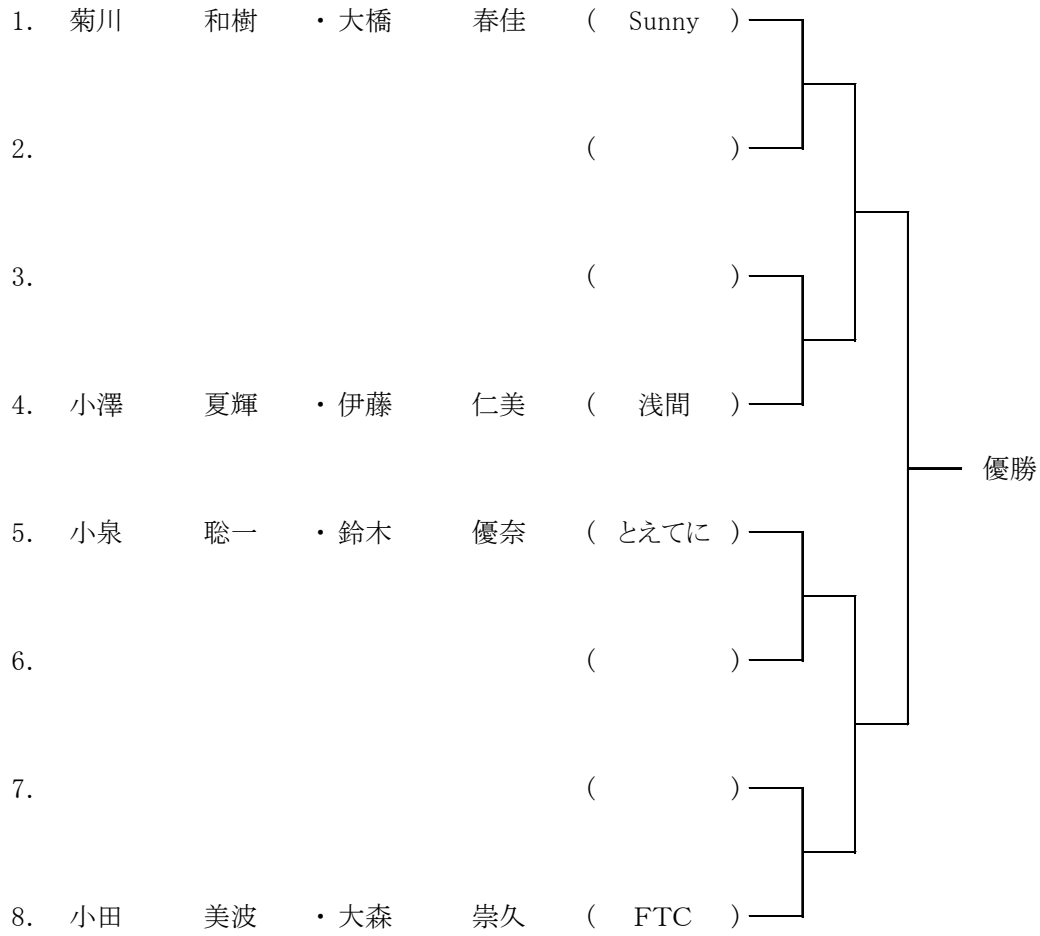 1. 菊川 和樹 ・ 大橋 春佳 ( Sunny )
2. ( )
3. ( )
4. 小澤 夏輝 ・ 伊藤 仁美 ( 浅間 )
優勝
5. 小泉 聡一 ・ 鈴木 優奈 ( とえてに )
6. ( )
7. ( )
8. 小田 美波 ・ 大森 崇久 ( FTC )